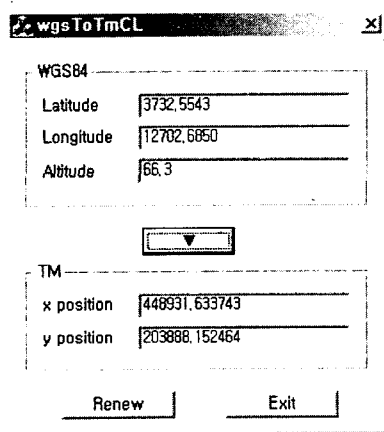 wgsToTmCL
WGS84
Latitude 3732,5543
Longitude 12702,6850
Altitude 66,3
TM
x position 448931,633743
y position 203888,152464
Renew Exit